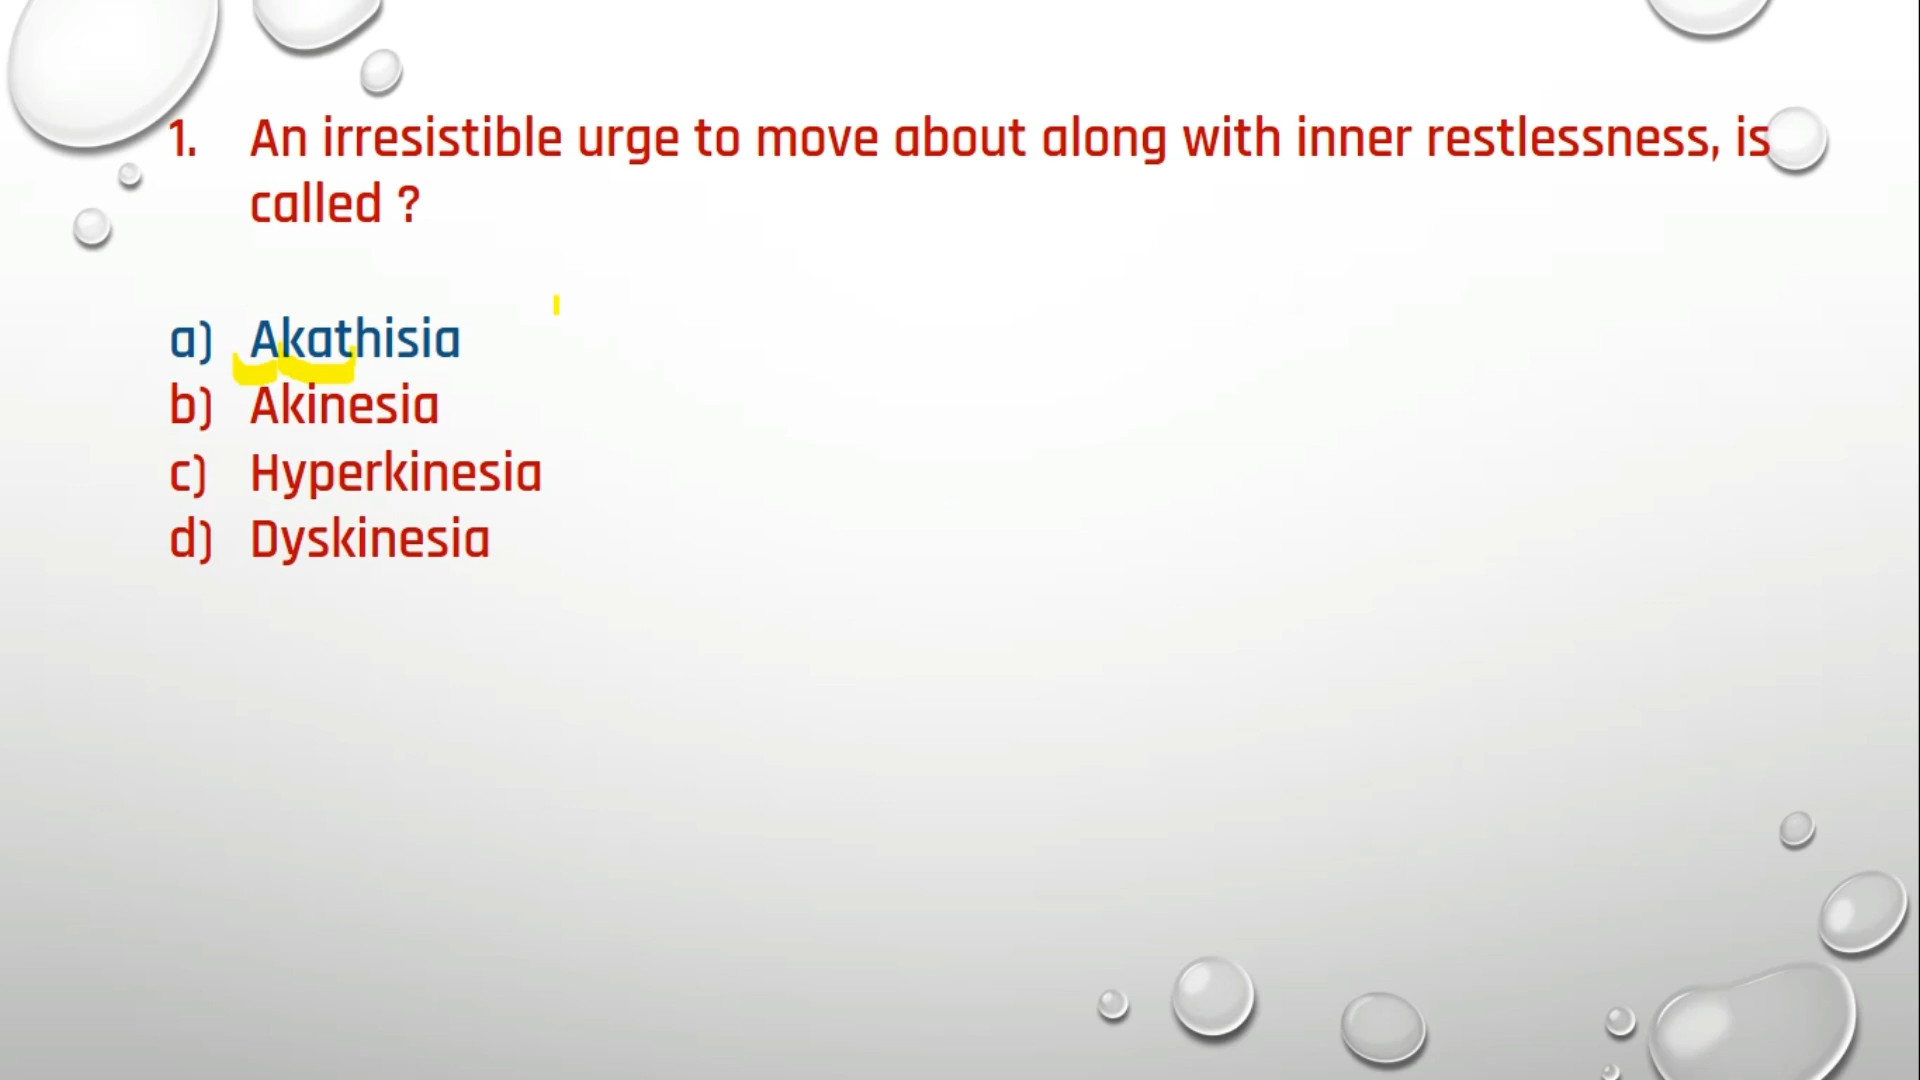 1. An irresistible urge to move about along with inner restlessness, is
called ?
a) Akathisia
b) Akinesia
c) Hyperkinesia
d) Dyskinesia